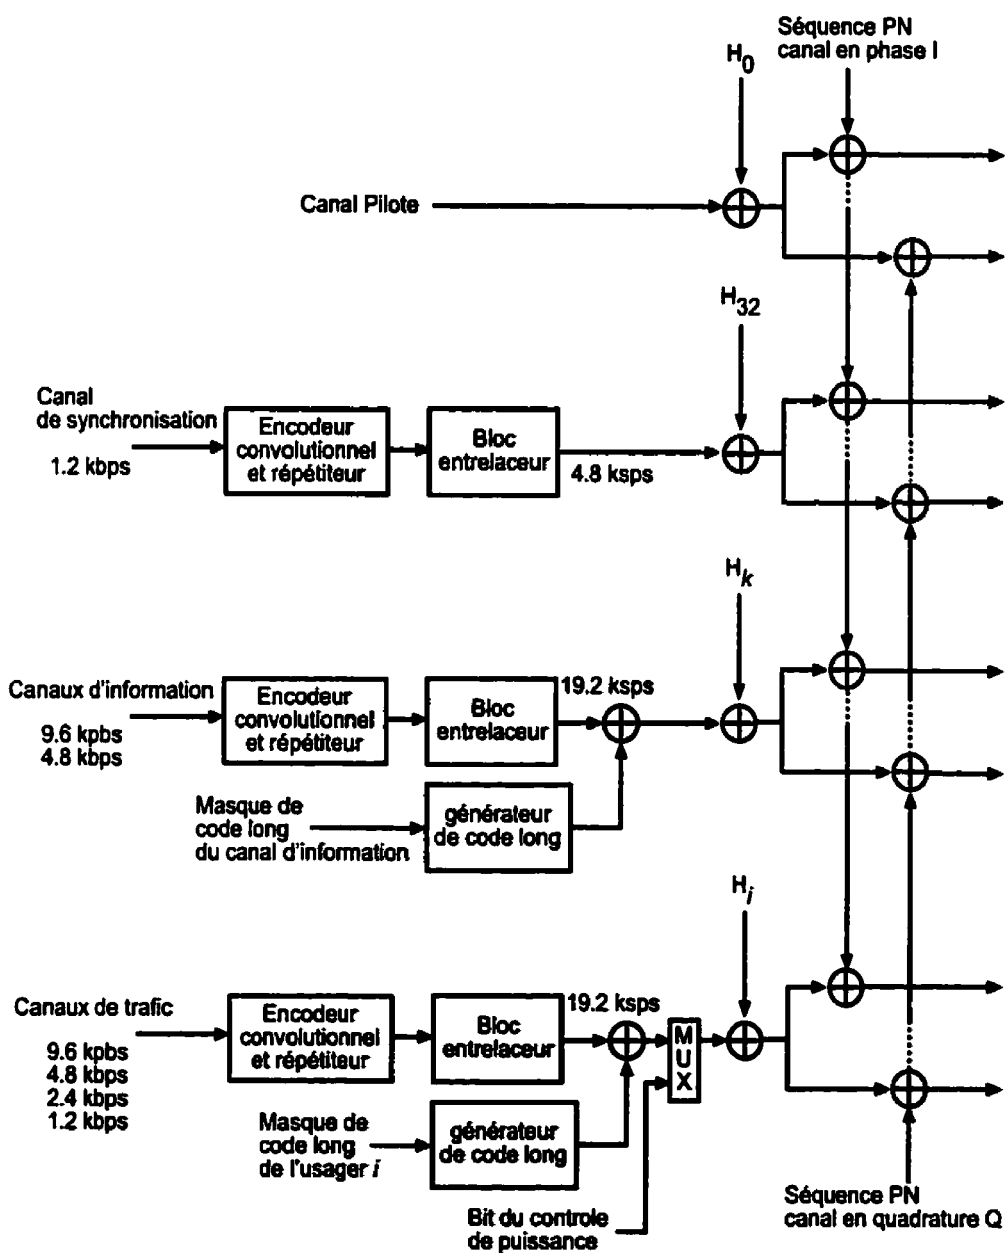 Séquence PN
canal en phase I
H0
Canal Pilote
H32
Canal
de synchronisation
1.2 kbps
Encodeur
convolutionnel
et répétiteur
Bloc
entrelaceur
4.8 ksps
Hk
Canaux d'information
9.6 kpbs
4.8 kbps
Encodeur
convolutionnel
et répétiteur
Bloc
entrelaceur
19.2 ksps
Masque de
code long
du canal d'information
générateur
de code long
Hi
Canaux de trafic
9.6 kpbs
4.8 kbps
2.4 kbps
1.2 kbps
Encodeur
convolutionnel
et répétiteur
Bloc
entrelaceur
19.2 ksps
MUX
Masque de
code long
de l'usager i
générateur
de code long
Bit du controle
de puissance
Séquence PN
canal en quadrature Q